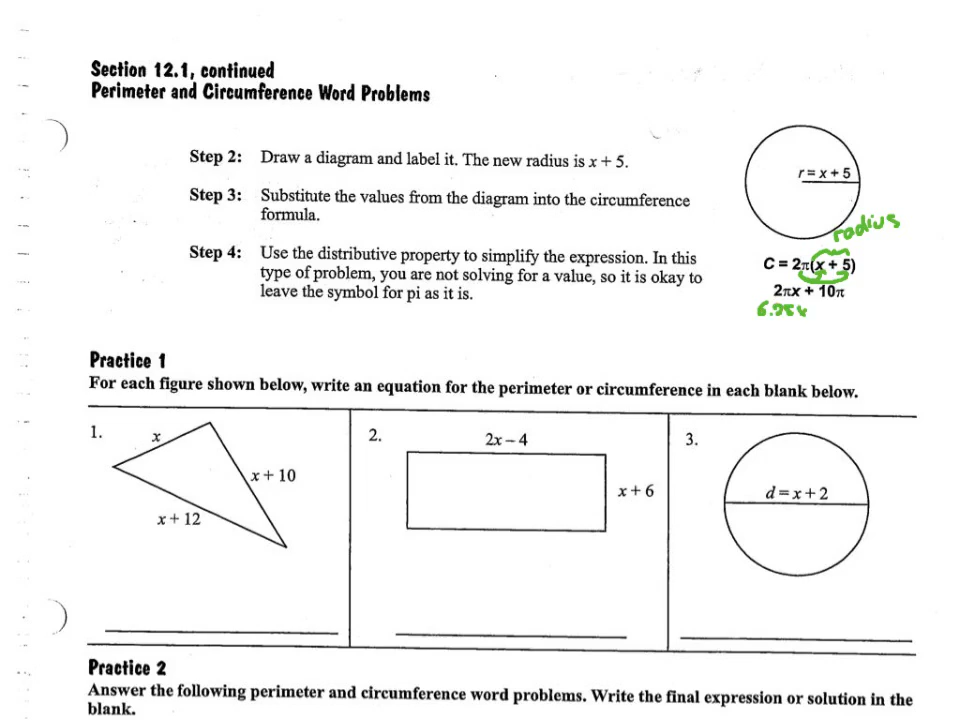 Section 12.1, continued
Perimeter and Circumference Word Problems
Step 2: Draw a diagram and label it. The new radius is x + 5.
r = x + 5
Step 3: Substitute the values from the diagram into the circumference
formula.
radius
Step 4: Use the distributive property to simplify the expression. In this
type of problem, you are not solving for a value, so it is okay to
leave the symbol for pi as it is.
C = 2π(x + 5)
2πx + 10π
Practice 1
For each figure shown below, write an equation for the perimeter or circumference in each blank below.
1.
x
x + 10
x + 12
2.
2x – 4
x + 6
3.
d = x + 2
Practice 2
Answer the following perimeter and circumference word problems. Write the final expression or solution in the
blank.